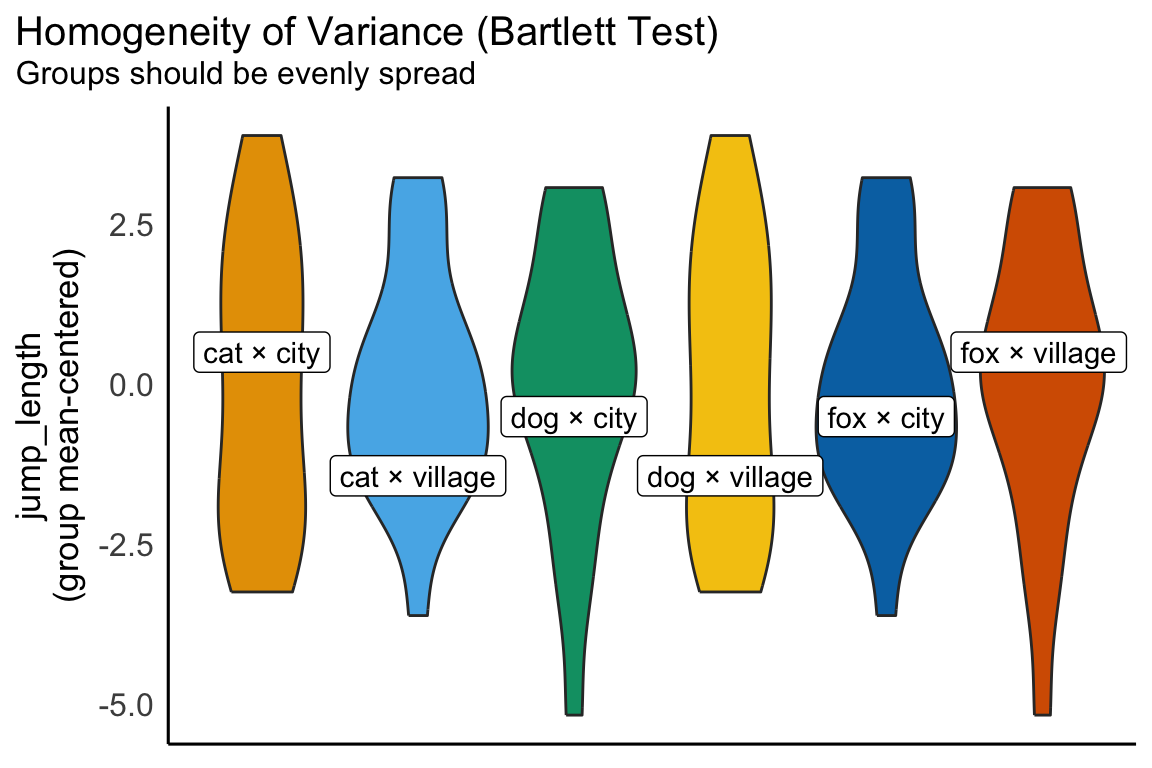 Homogeneity of Variance (Bartlett Test)
Groups should be evenly spread
jump_length
(group mean-centered)
2.5
0.0
-2.5
-5.0
cat × city
cat × village
dog × city
dog × village
fox × city
fox × village